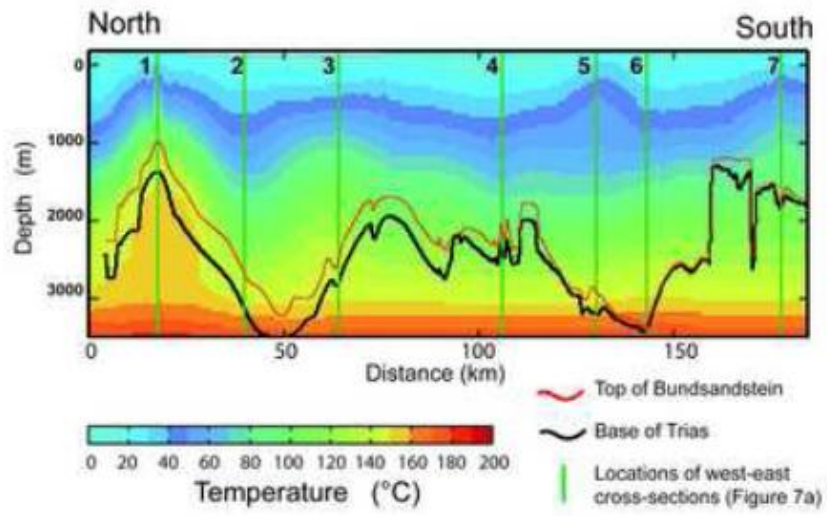 North South
1 2 3 4 5 6 7
0
1000
2000
3000
Depth (m)
0 50 100 150
Distance (km)
Top of Bundsandstein
Base of Trias
Locations of west-east
cross-sections (Figure 7a)
0 20 40 60 80 100 120 140 160 180 200
Temperature (°C)